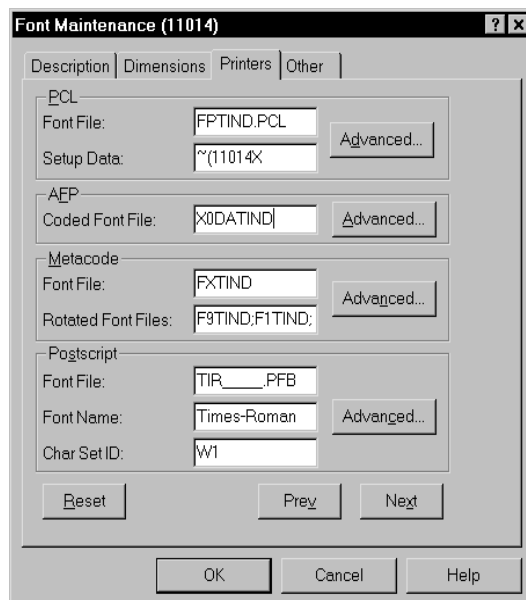 Font Maintenance (11014)
Description Dimensions Printers Other
PCL
Font File: FPTIND.PCL
Setup Data: ~(11014X
Advanced...
AFP
Coded Font File: X0DATIND
Advanced...
Metacode
Font File: FXTIND
Rotated Font Files: F9TIND;F1TIND;
Advanced...
Postscript
Font File: TIR_____.PFB
Font Name: Times-Roman
Char Set ID: W1
Advanced...
Reset Prev Next
OK Cancel Help